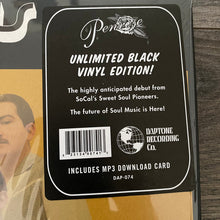 Penrose
UNLIMITED BLACK
VINYL EDITION!
The highly anticipated debut from
SoCal's Sweet Soul Pioneers.
The future of Soul Music is Here!
DAPTONE
RECORDING
Co.
INCLUDES MP3 DOWNLOAD CARD
DAP-074